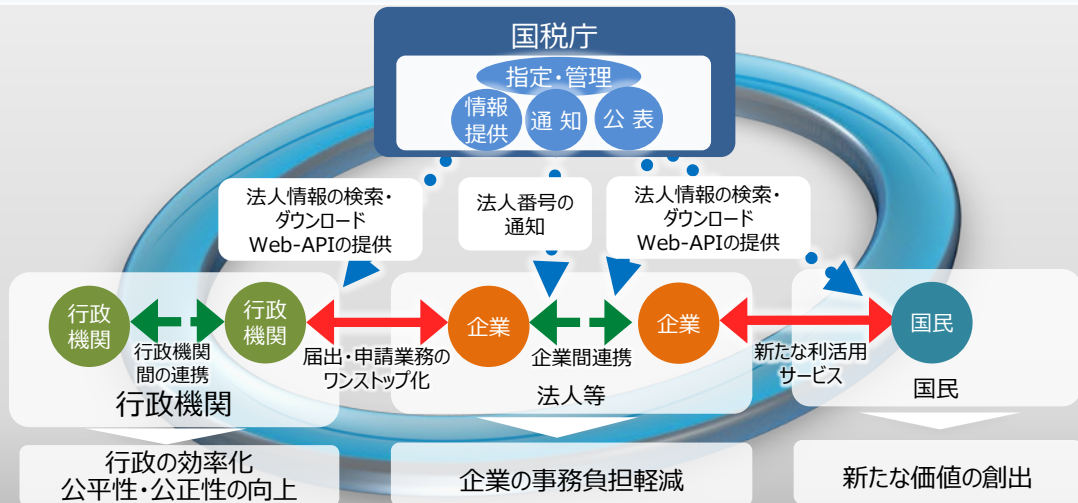 国税庁
指定・管理
情報
提供
通 知
公 表
法人情報の検索・
ダウンロード
Web-APIの提供
法人番号の
通知
法人情報の検索・
ダウンロード
Web-APIの提供
行政
機関
行政
機関
企業
企業
国民
行政機関
間の連携
届出・申請業務の
ワンストップ化
企業間連携
新たな利活用
サービス
行政機関
法人等
国民
行政の効率化
公平性・公正性の向上
企業の事務負担軽減
新たな価値の創出